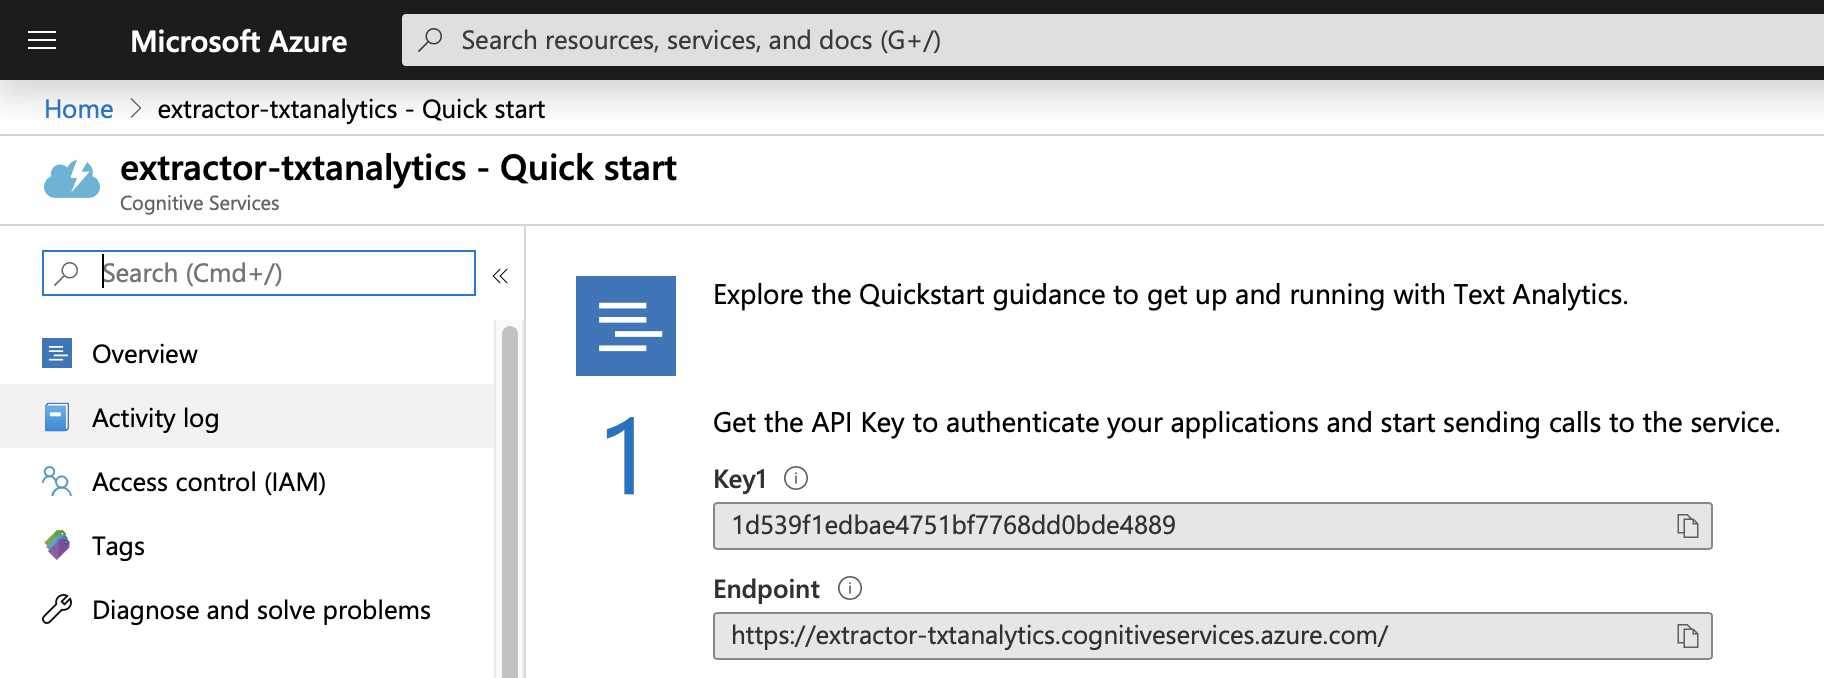 Microsoft Azure
Search resources, services, and docs (G+/)
Home > extractor-txtanalytics - Quick start
extractor-txtanalytics - Quick start
Cognitive Services
Search (Cmd+/)
«
Overview
Activity log
Access control (IAM)
Tags
Diagnose and solve problems
Explore the Quickstart guidance to get up and running with Text Analytics.
1
Get the API Key to authenticate your applications and start sending calls to the service.
Key1
1d539f1edbae4751bf7768dd0bde4889
Endpoint
https://extractor-txtanalytics.cognitiveservices.azure.com/